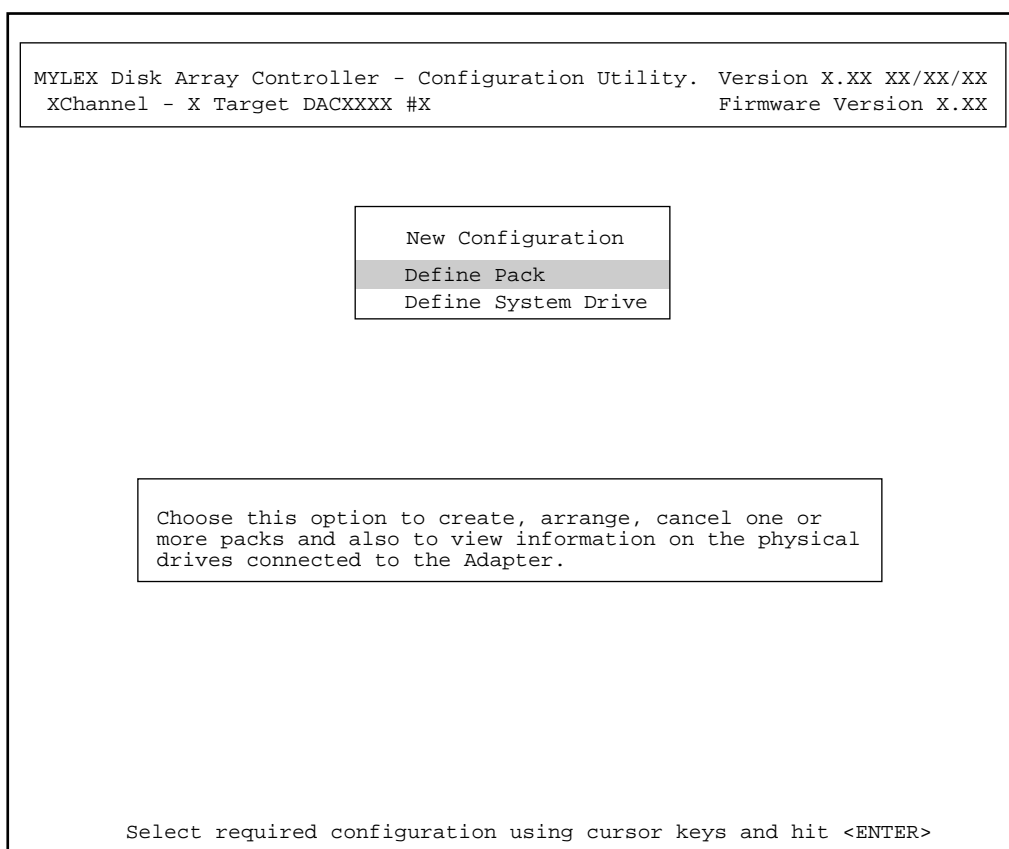 MYLEX Disk Array Controller - Configuration Utility. Version X.XX XX/XX/XX
XChannel - X Target DACXXXX #X Firmware Version X.XX
New Configuration
Define Pack
Define System Drive
Choose this option to create, arrange, cancel one or
more packs and also to view information on the physical
drives connected to the Adapter.
Select required configuration using cursor keys and hit <ENTER>